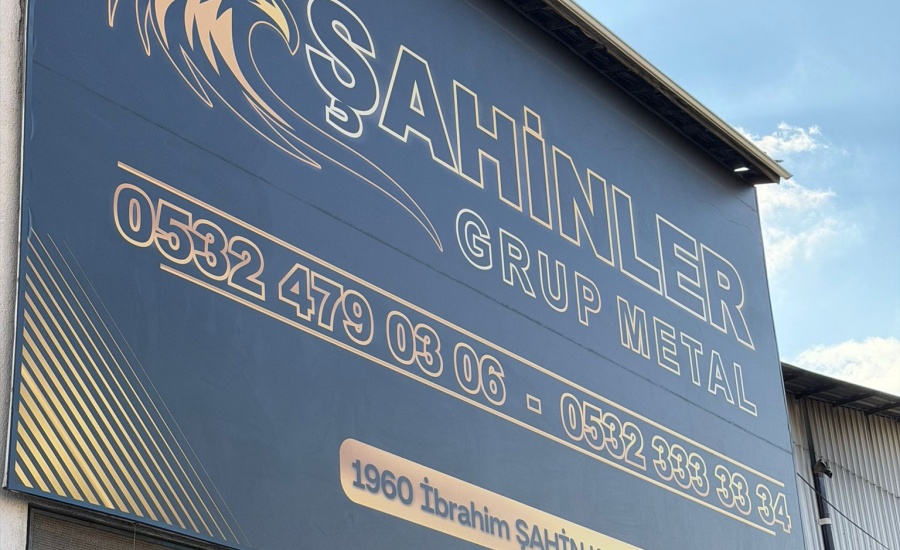 ŞAHİNLER
GRUP METAL
0532 479 03 06 - 0532 333 33 34
1960 İbrahim ŞAHİN